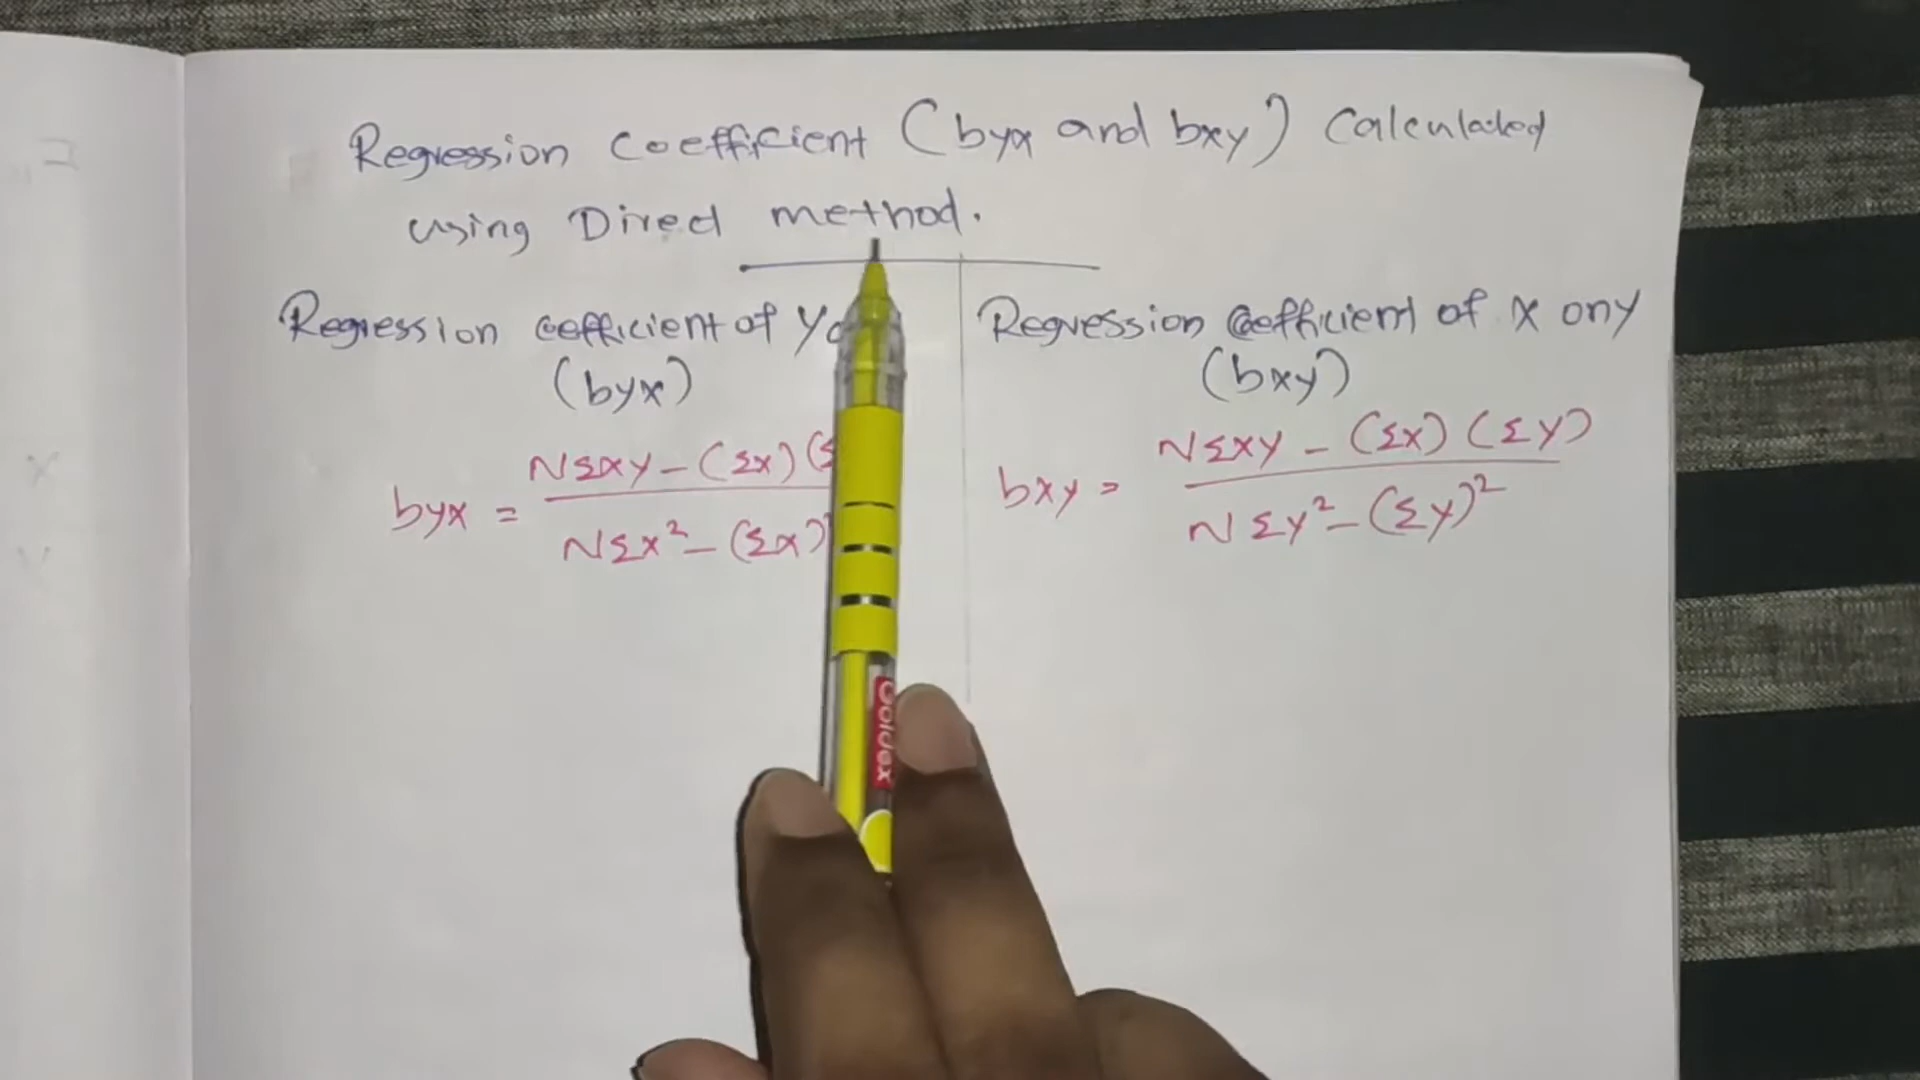 Regression Coefficient (byx and bxy) Calculated
using Direct method.
Regression Coefficient of Y
(byx)
byx = NΣxy - (Σx)(Σ
NΣx² - (Σx)
Regression Coefficient of X on y
(bxy)
bxy = NΣxy - (Σx)(Σy)
NΣy² - (Σy)²
Goldex